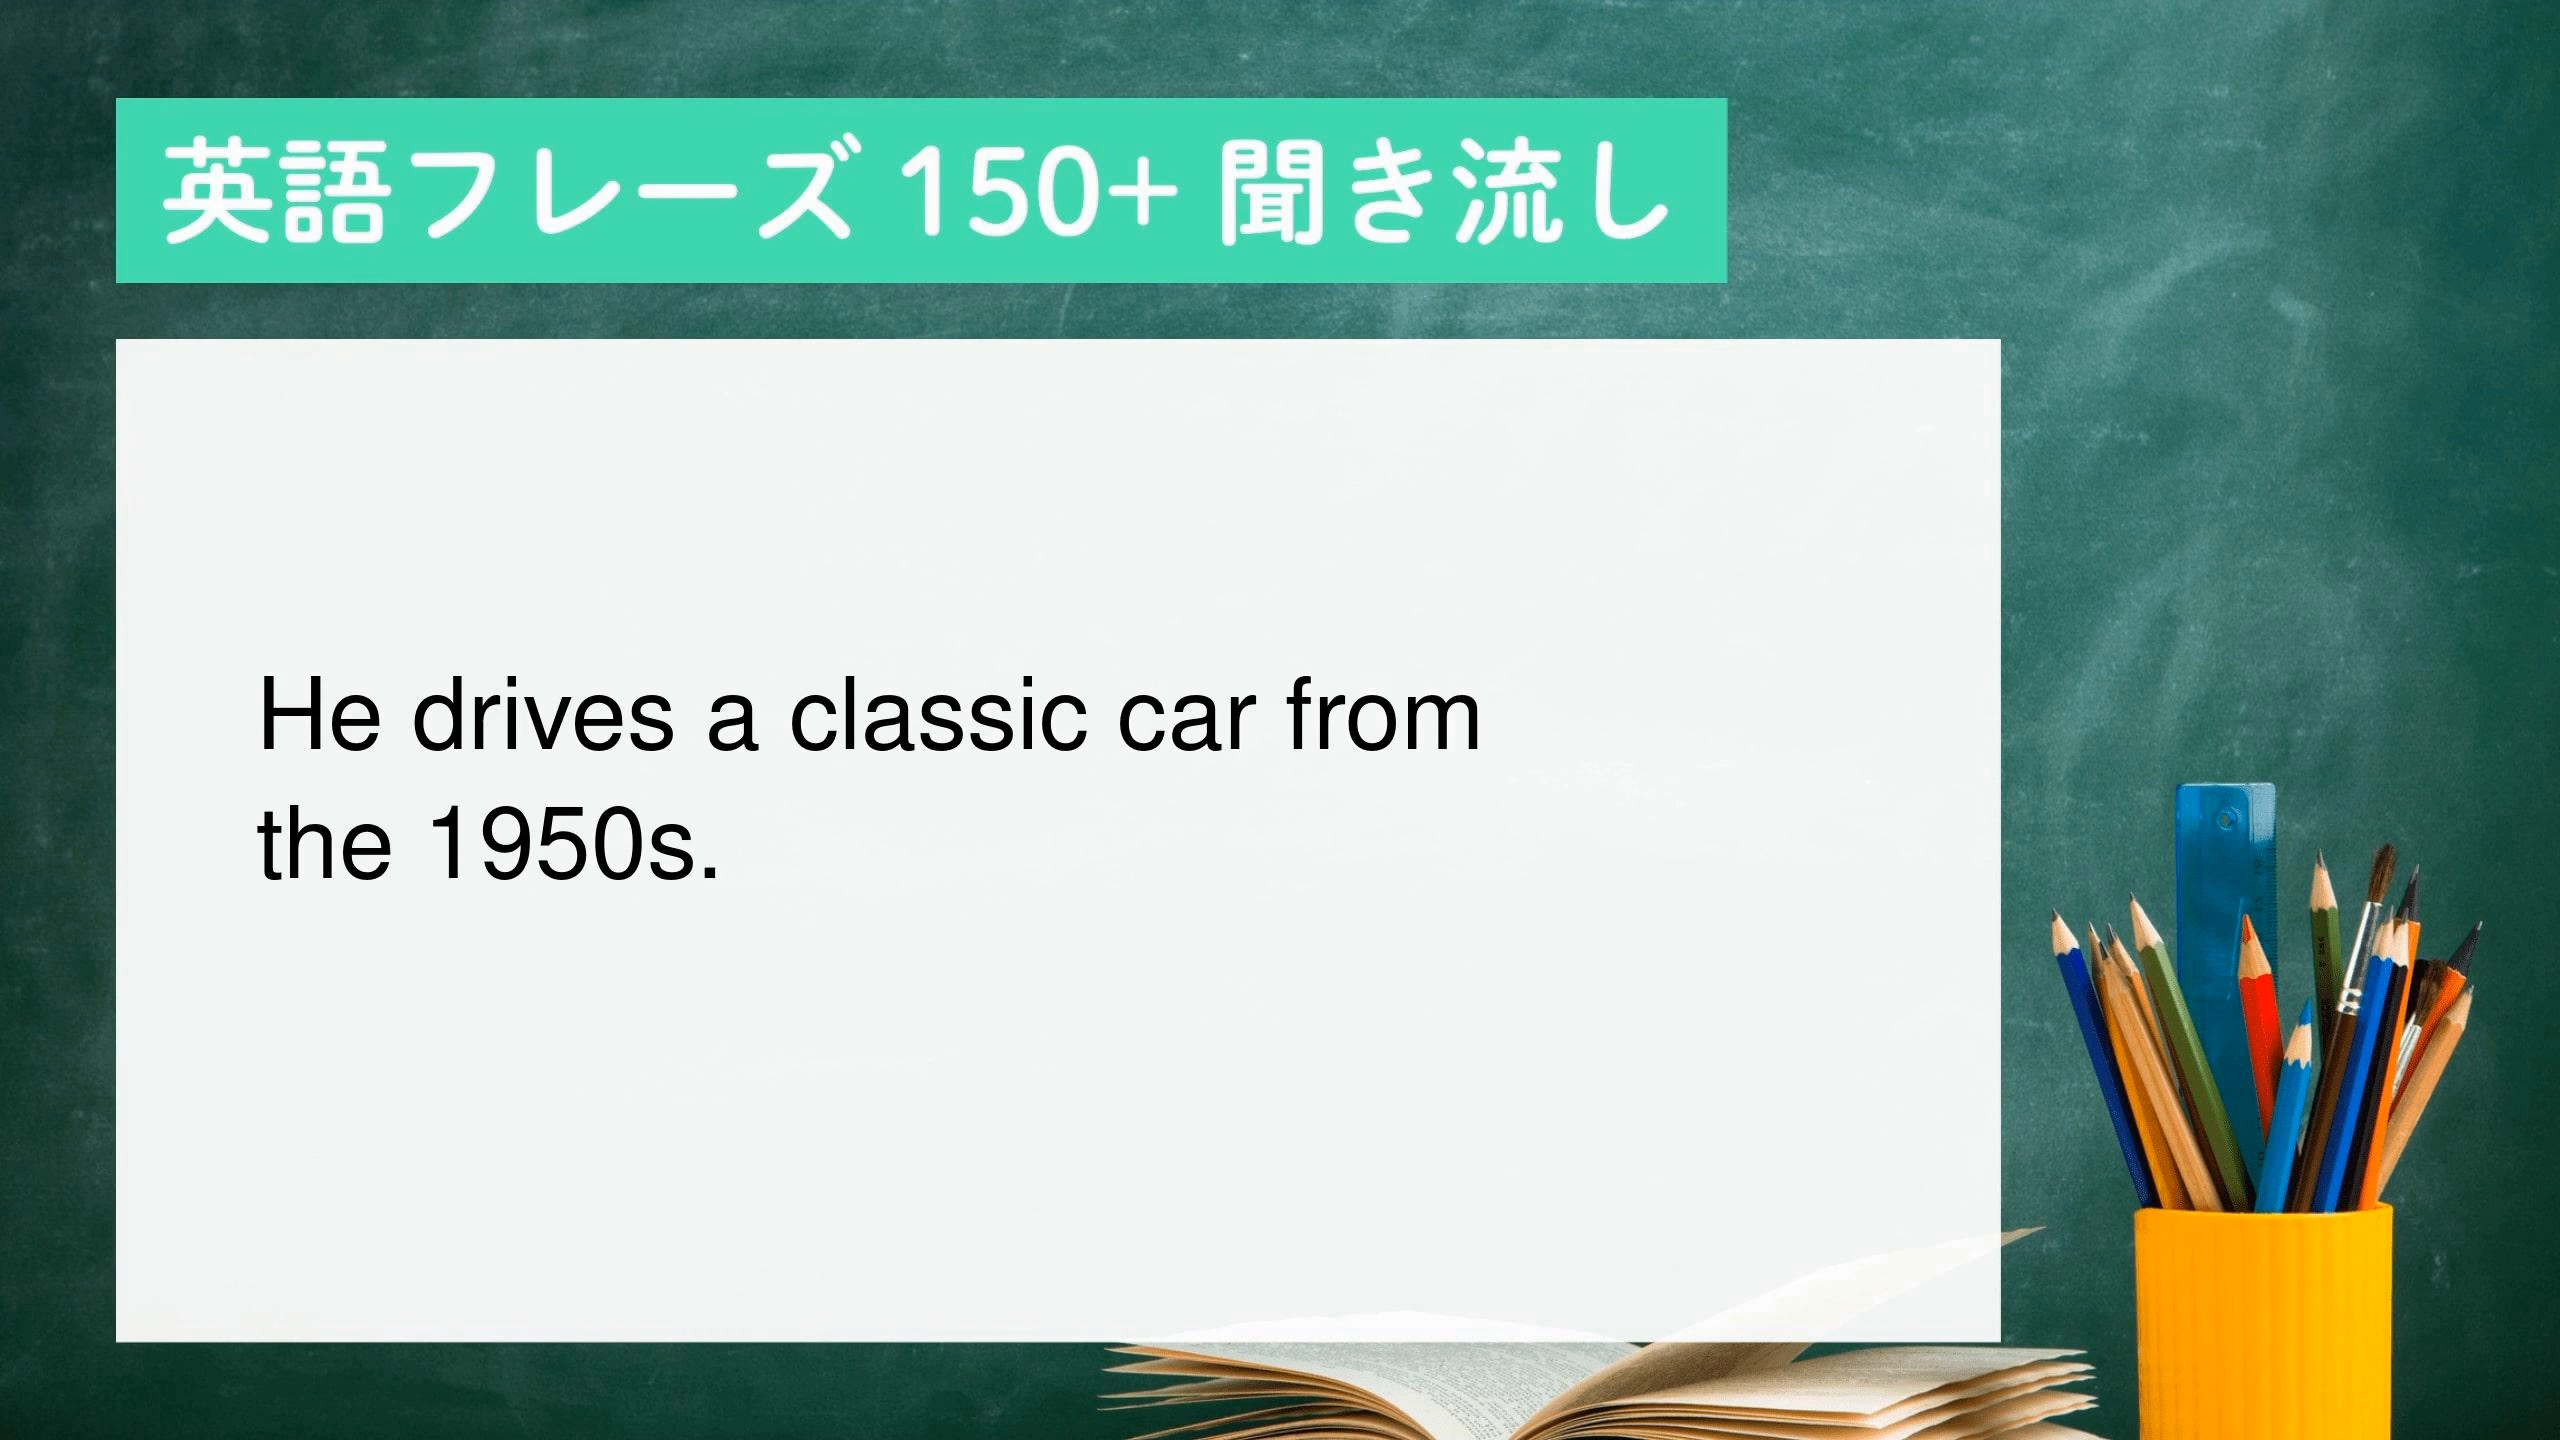 英語フレーズ 150+ 聞き流し
He drives a classic car from
the 1950s.